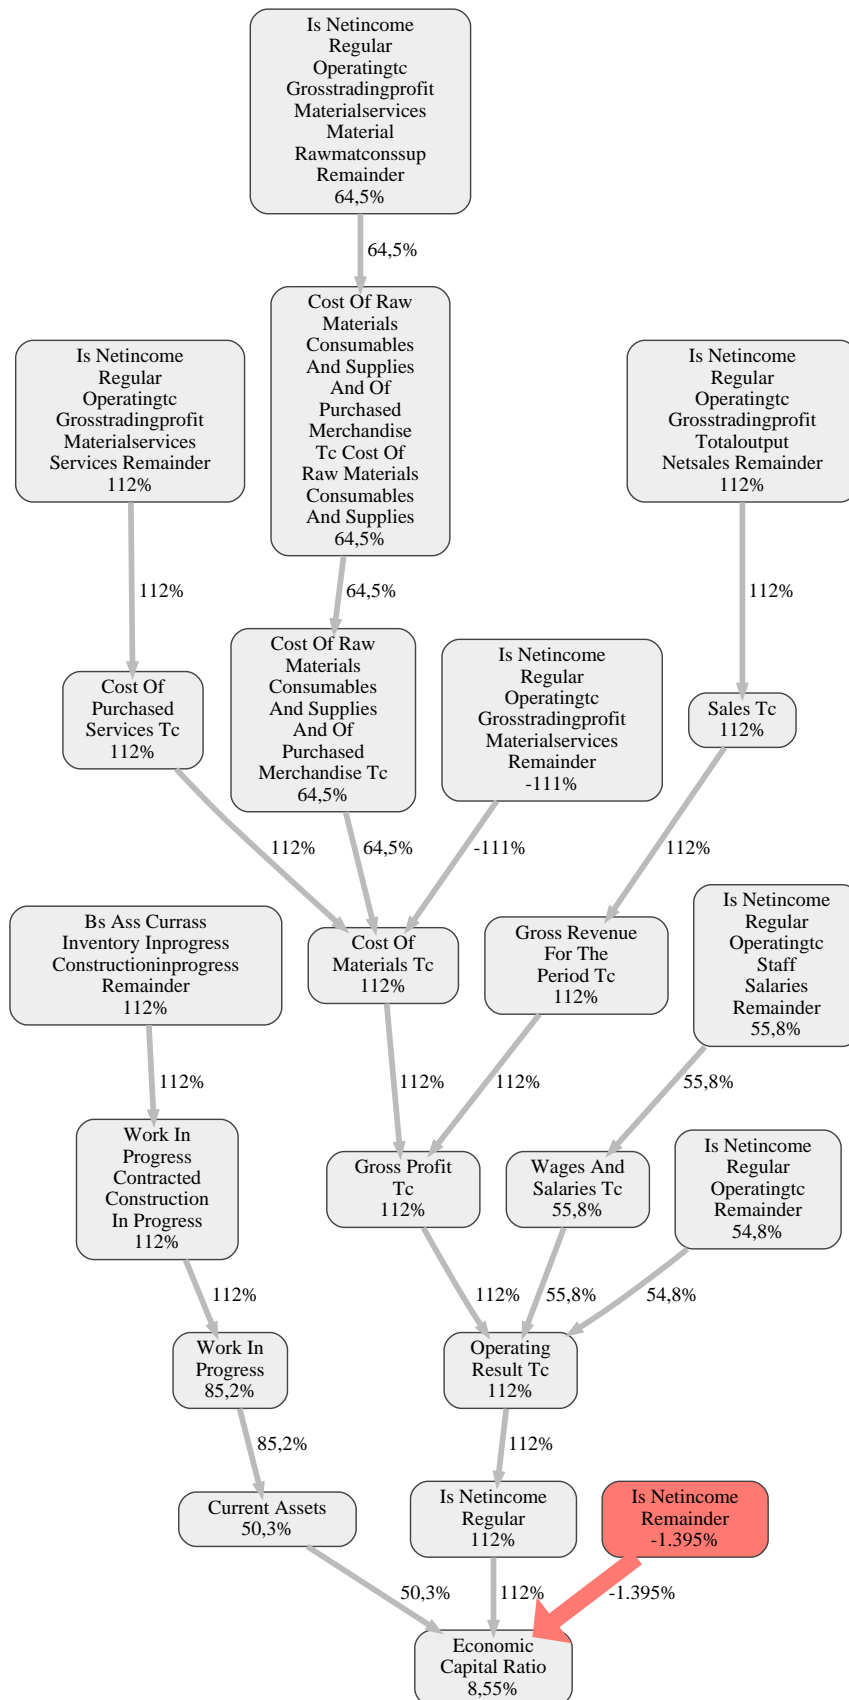 Is Netincome
Regular
Operatingtc
Grosstradingprofit
Materialservices
Material
Rawmatconssup
Remainder
64,5%
64,5%
Cost Of Raw
Materials
Consumables
And Supplies
And Of
Purchased
Merchandise
Tc Cost Of
Raw Materials
Consumables
And Supplies
64,5%
Is Netincome
Regular
Operatingtc
Grosstradingprofit
Materialservices
Services Remainder
112%
Is Netincome
Regular
Operatingtc
Grosstradingprofit
Totaloutput
Netsales Remainder
112%
112%
64,5%
112%
Cost Of
Purchased
Services Tc
112%
Cost Of Raw
Materials
Consumables
And Supplies
And Of
Purchased
Merchandise Tc
64,5%
Is Netincome
Regular
Operatingtc
Grosstradingprofit
Materialservices
Remainder
-111%
Sales Tc
112%
112%
64,5%
-111%
112%
Bs Ass Currass
Inventory Inprogress
Constructioninprogress
Remainder
112%
Cost Of
Materials Tc
112%
Gross Revenue
For The
Period Tc
112%
Is Netincome
Regular
Operatingtc
Staff
Salaries
Remainder
55,8%
112%
112%
112%
55,8%
Work In
Progress
Contracted
Construction
In Progress
112%
Gross Profit
Tc
112%
Wages And
Salaries Tc
55,8%
Is Netincome
Regular
Operatingtc
Remainder
54,8%
112%
112%
55,8%
54,8%
Work In
Progress
85,2%
Operating
Result Tc
112%
85,2%
112%
Current Assets
50,3%
Is Netincome
Regular
112%
Is Netincome
Remainder
-1.395%
50,3%
112%
-1.395%
Economic
Capital Ratio
8,55%